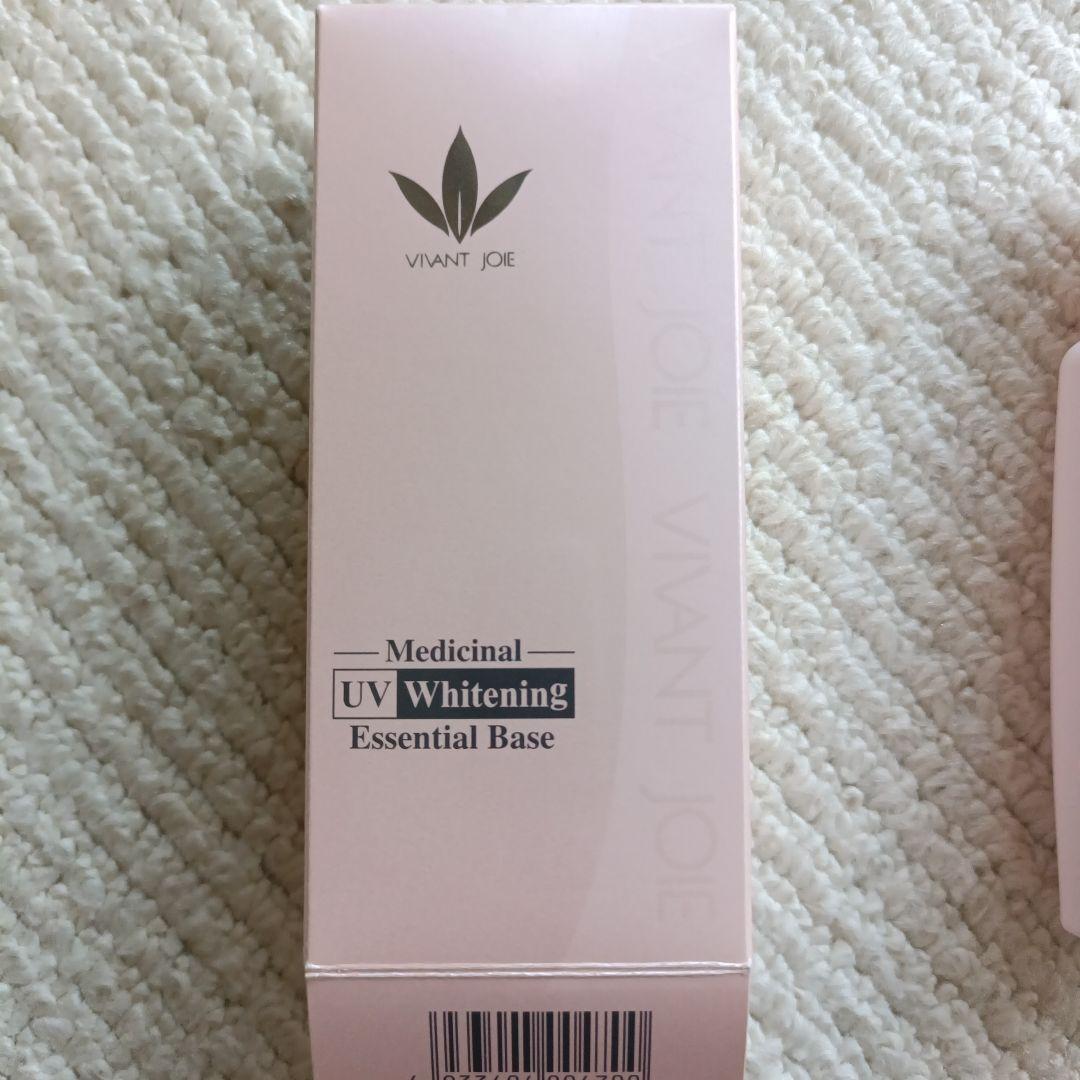 VIVANT JOIE
Medicinal
UV Whitening
Essential Base
VIVANT JOIE VIVANT JOIE